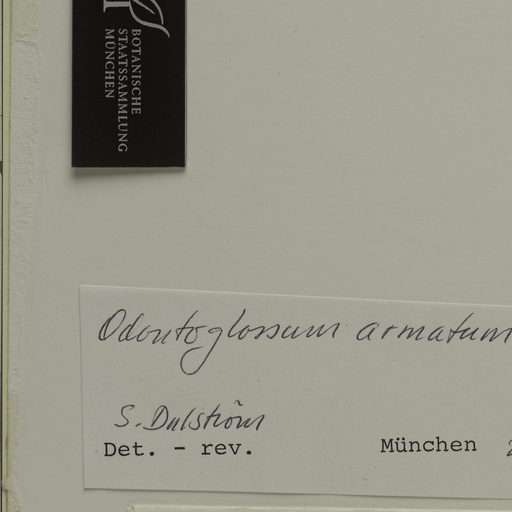 BOTANISCHE
STAATSSAMMLUNG
MÜNCHEN
Odontoglossum armatum
S. Dalström
Det. - rev.
München